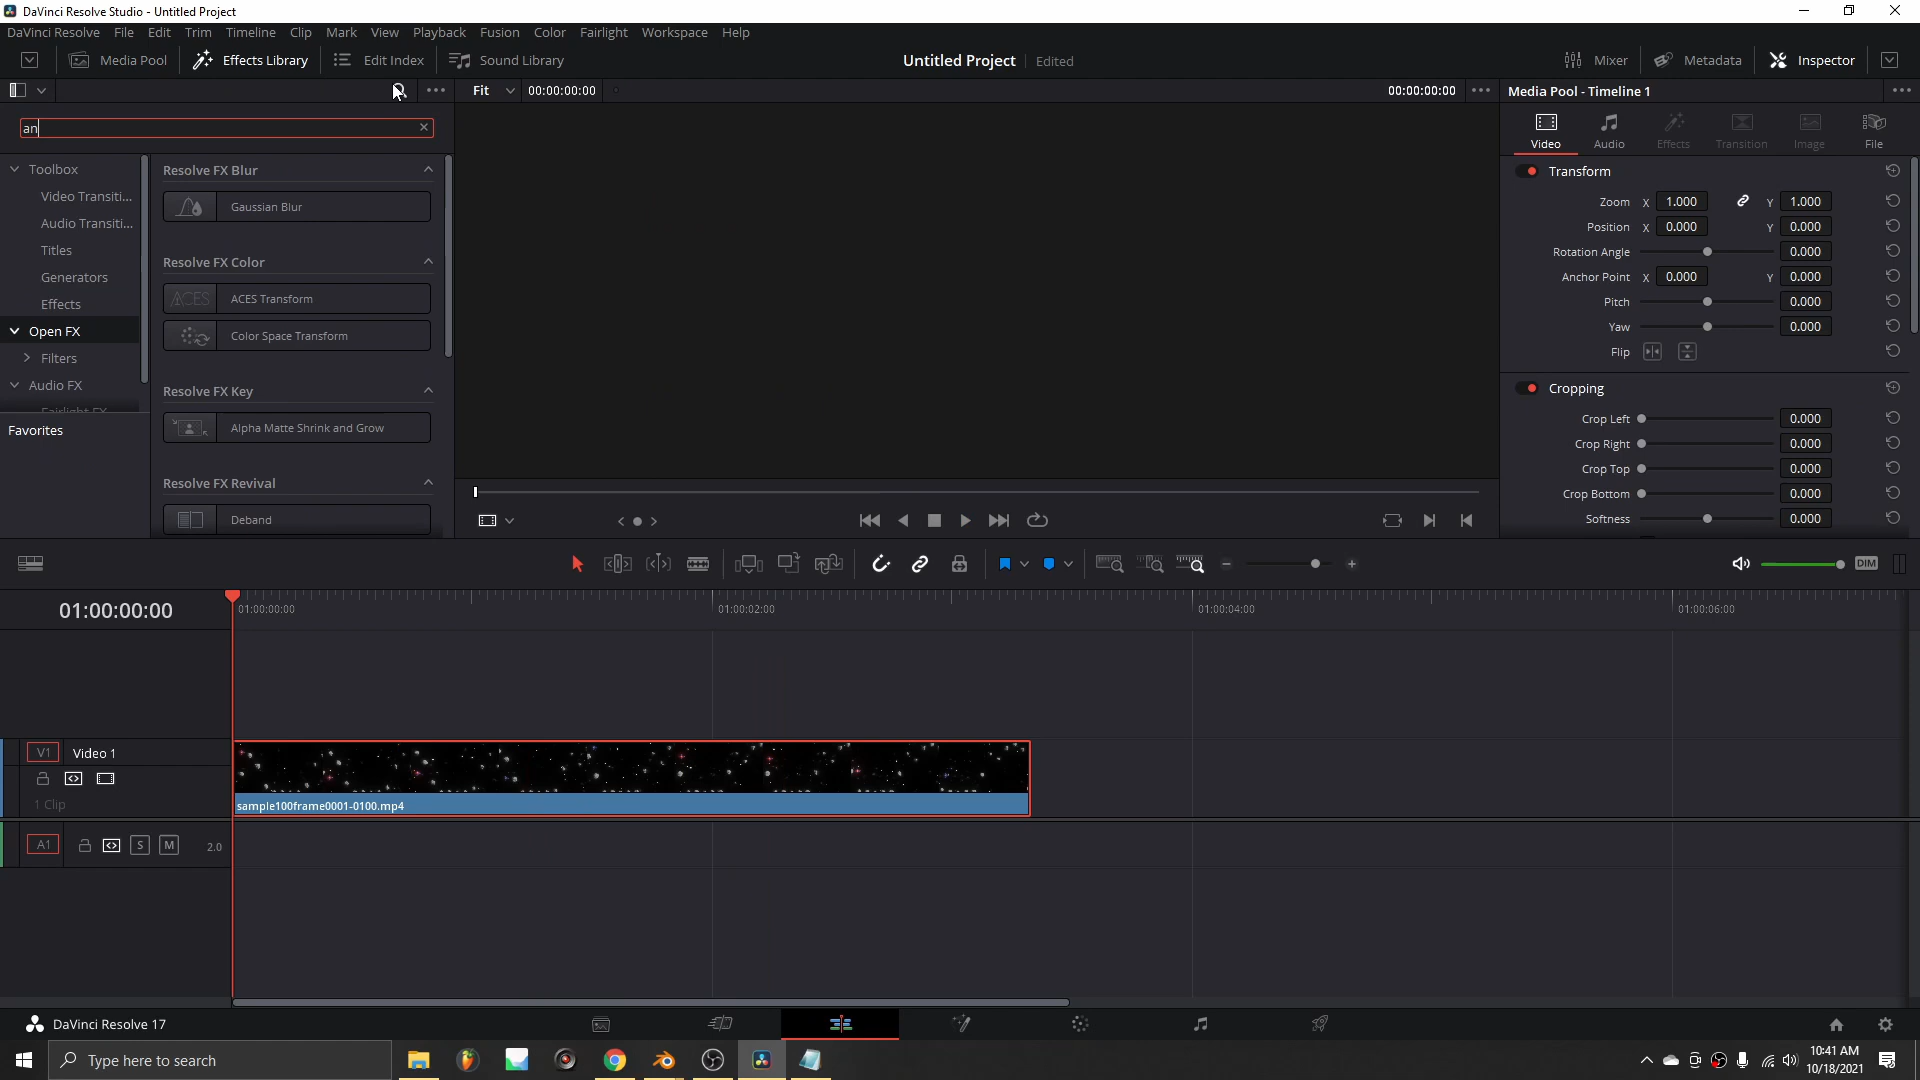 DaVinci Resolve Studio - Untitled Project
DaVinci Resolve File Edit Trim Timeline Clip Mark View Playback Fusion Color Fairlight Workspace Help
Media Pool Effects Library Edit Index Sound Library Untitled Project Edited Mixer Metadata Inspector
Fit 00:00:00:00 00:00:00:00 Media Pool - Timeline 1
an
Video Audio Effects Transition Image File
Toolbox
Video Transiti...
Audio Transiti...
Titles
Generators
Effects
Open FX
Filters
Audio FX
Fairlight FX
Favorites
Resolve FX Blur
Gaussian Blur
Resolve FX Color
ACES ACES Transform
Color Space Transform
Resolve FX Key
Alpha Matte Shrink and Grow
Resolve FX Revival
Deband
Transform
Zoom X 1.000 Y 1.000
Position X 0.000 Y 0.000
Rotation Angle 0.000
Anchor Point X 0.000 Y 0.000
Pitch 0.000
Yaw 0.000
Flip
Cropping
Crop Left 0.000
Crop Right 0.000
Crop Top 0.000
Crop Bottom 0.000
Softness 0.000
DIM
01:00:00:00 01:00:00:00 01:00:02:00 01:00:04:00 01:00:06:00
V1 Video 1
1 Clip
sample100frame0001-0100.mp4
A1 S M 2.0
DaVinci Resolve 17
Type here to search
10:41 AM
10/18/2021